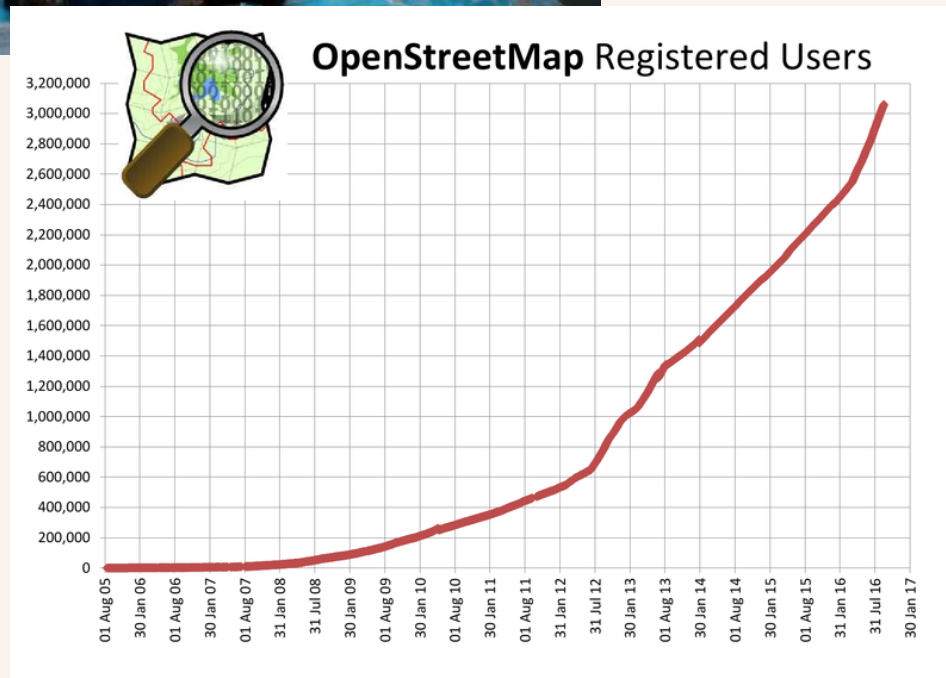 OpenStreetMap Registered Users
3,200,000
3,000,000
2,800,000
2,600,000
2,400,000
2,200,000
2,000,000
1,800,000
1,600,000
1,400,000
1,200,000
1,000,000
800,000
600,000
400,000
200,000
0
01 Aug 05
30 Jan 06
01 Aug 06
30 Jan 07
01 Aug 07
31 Jan 08
31 Jul 08
30 Jan 09
01 Aug 09
30 Jan 10
01 Aug 10
30 Jan 11
01 Aug 11
31 Jan 12
31 Jul 12
30 Jan 13
01 Aug 13
30 Jan 14
01 Aug 14
30 Jan 15
01 Aug 15
31 Jan 16
31 Jul 16
30 Jan 17